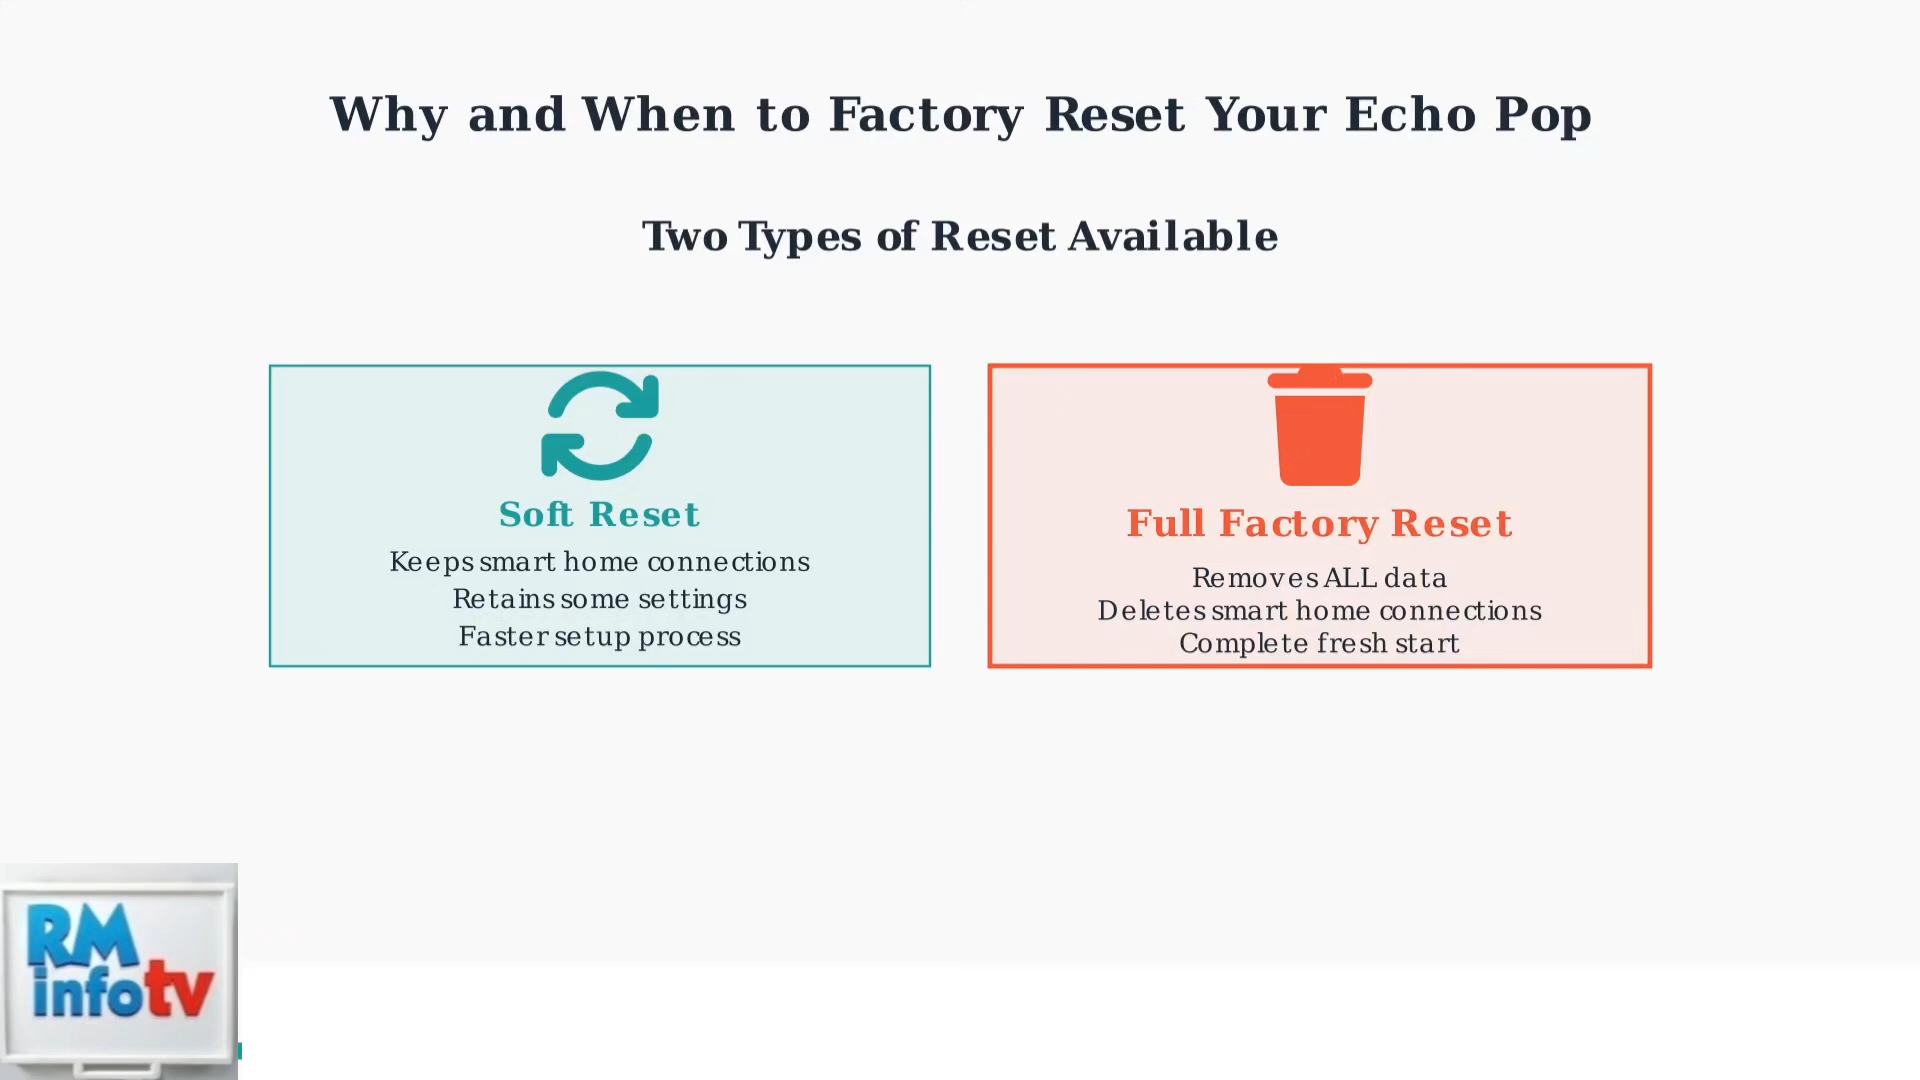 Why and When to Factory Reset Your Echo Pop
Two Types of Reset Available
Soft Reset
Keeps smart home connections
Retains some settings
Faster setup process
Full Factory Reset
Removes ALL data
Deletes smart home connections
Complete fresh start
RM
infotv